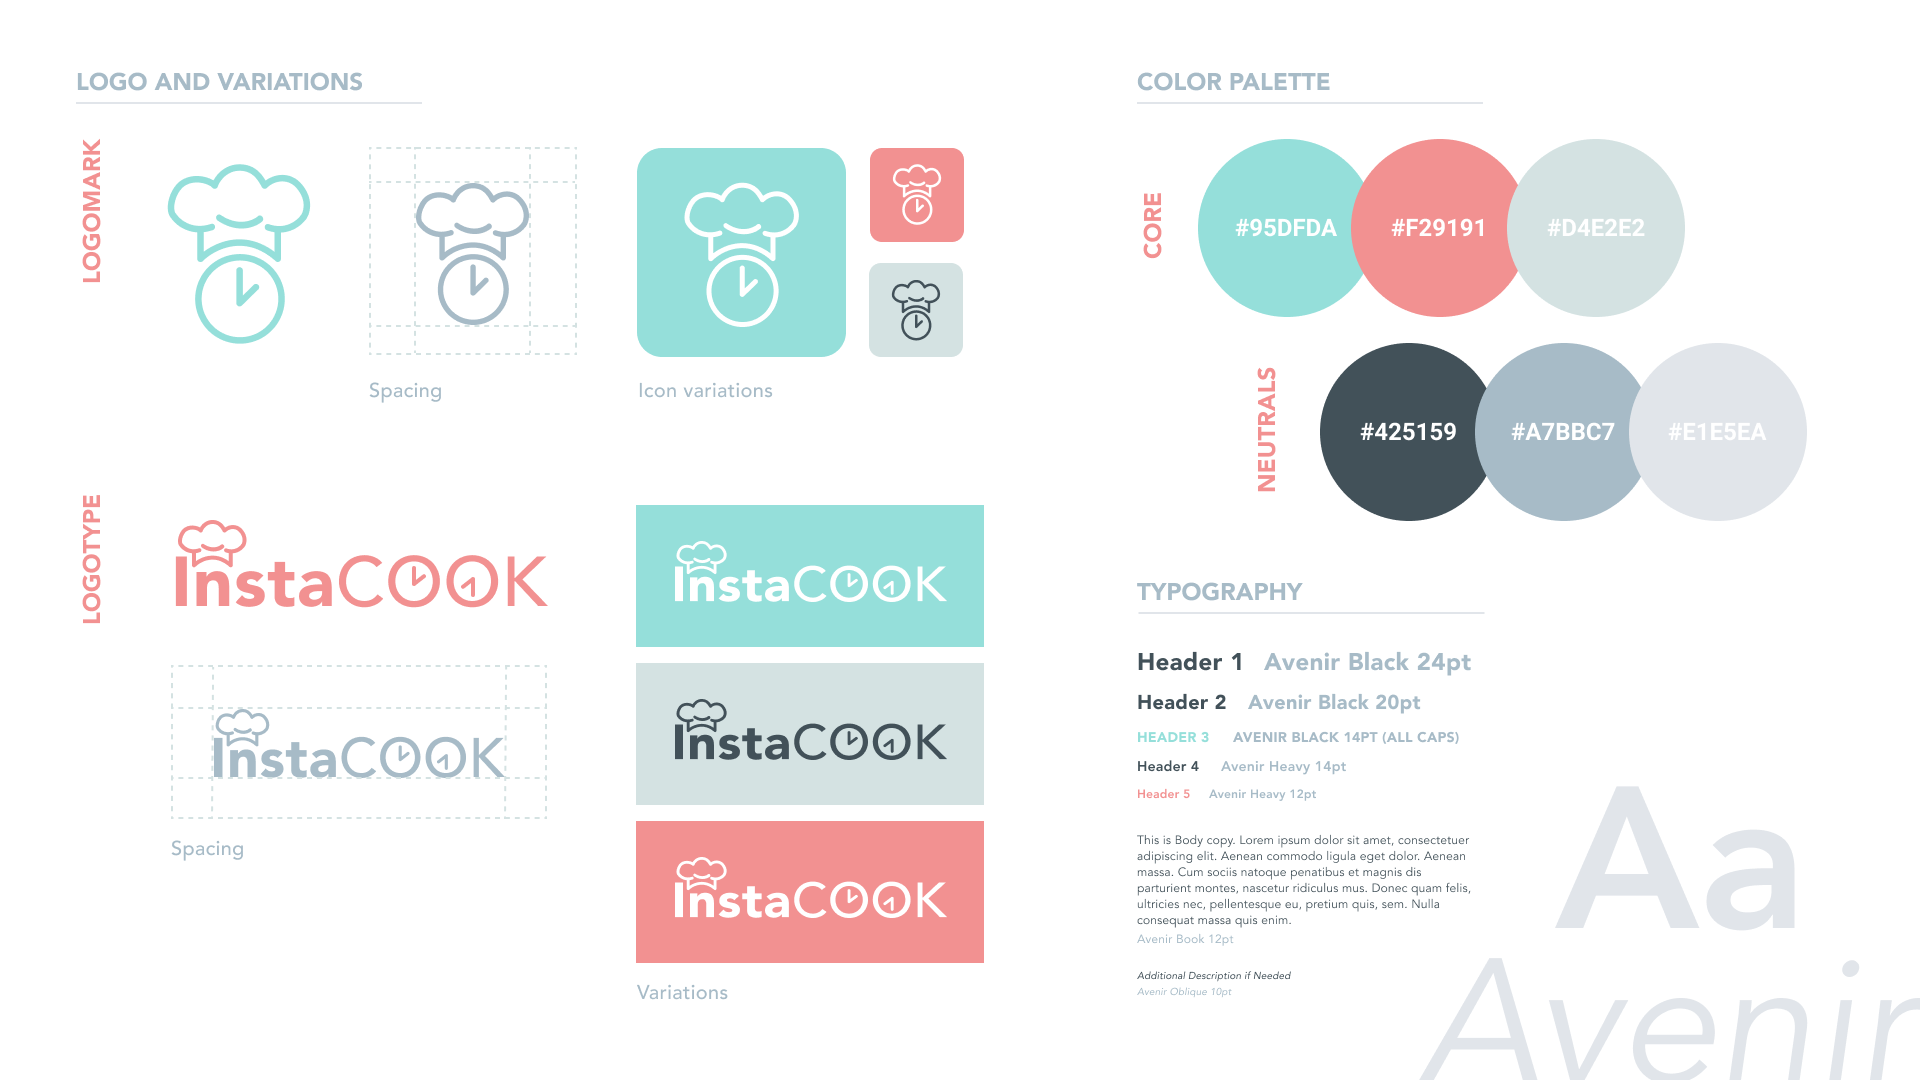 LOGO AND VARIATIONS
LOGOMARK
Spacing
Icon variations
LOGOTYPE
InstaCOOK
InstaCOOK
Spacing
InstaCOOK
InstaCOOK
InstaCOOK
Variations
COLOR PALETTE
CORE
#95DFDA
#F29191
#D4E2E2
NEUTRALS
#425159
#A7BBC7
#E1E5EA
TYPOGRAPHY
Header 1 Avenir Black 24pt
Header 2 Avenir Black 20pt
HEADER 3 AVENIR BLACK 14PT (ALL CAPS)
Header 4 Avenir Heavy 14pt
Header 5 Avenir Heavy 12pt
This is Body copy. Lorem ipsum dolor sit amet, consectetuer
adipiscing elit. Aenean commodo ligula eget dolor. Aenean
massa. Cum sociis natoque penatibus et magnis dis
parturient montes, nascetur ridiculus mus. Donec quam felis,
ultricies nec, pellentesque eu, pretium quis, sem. Nulla
consequat massa quis enim.
Avenir Book 12pt
Additional Description if Needed
Avenir Oblique 10pt
Aa
Avenir